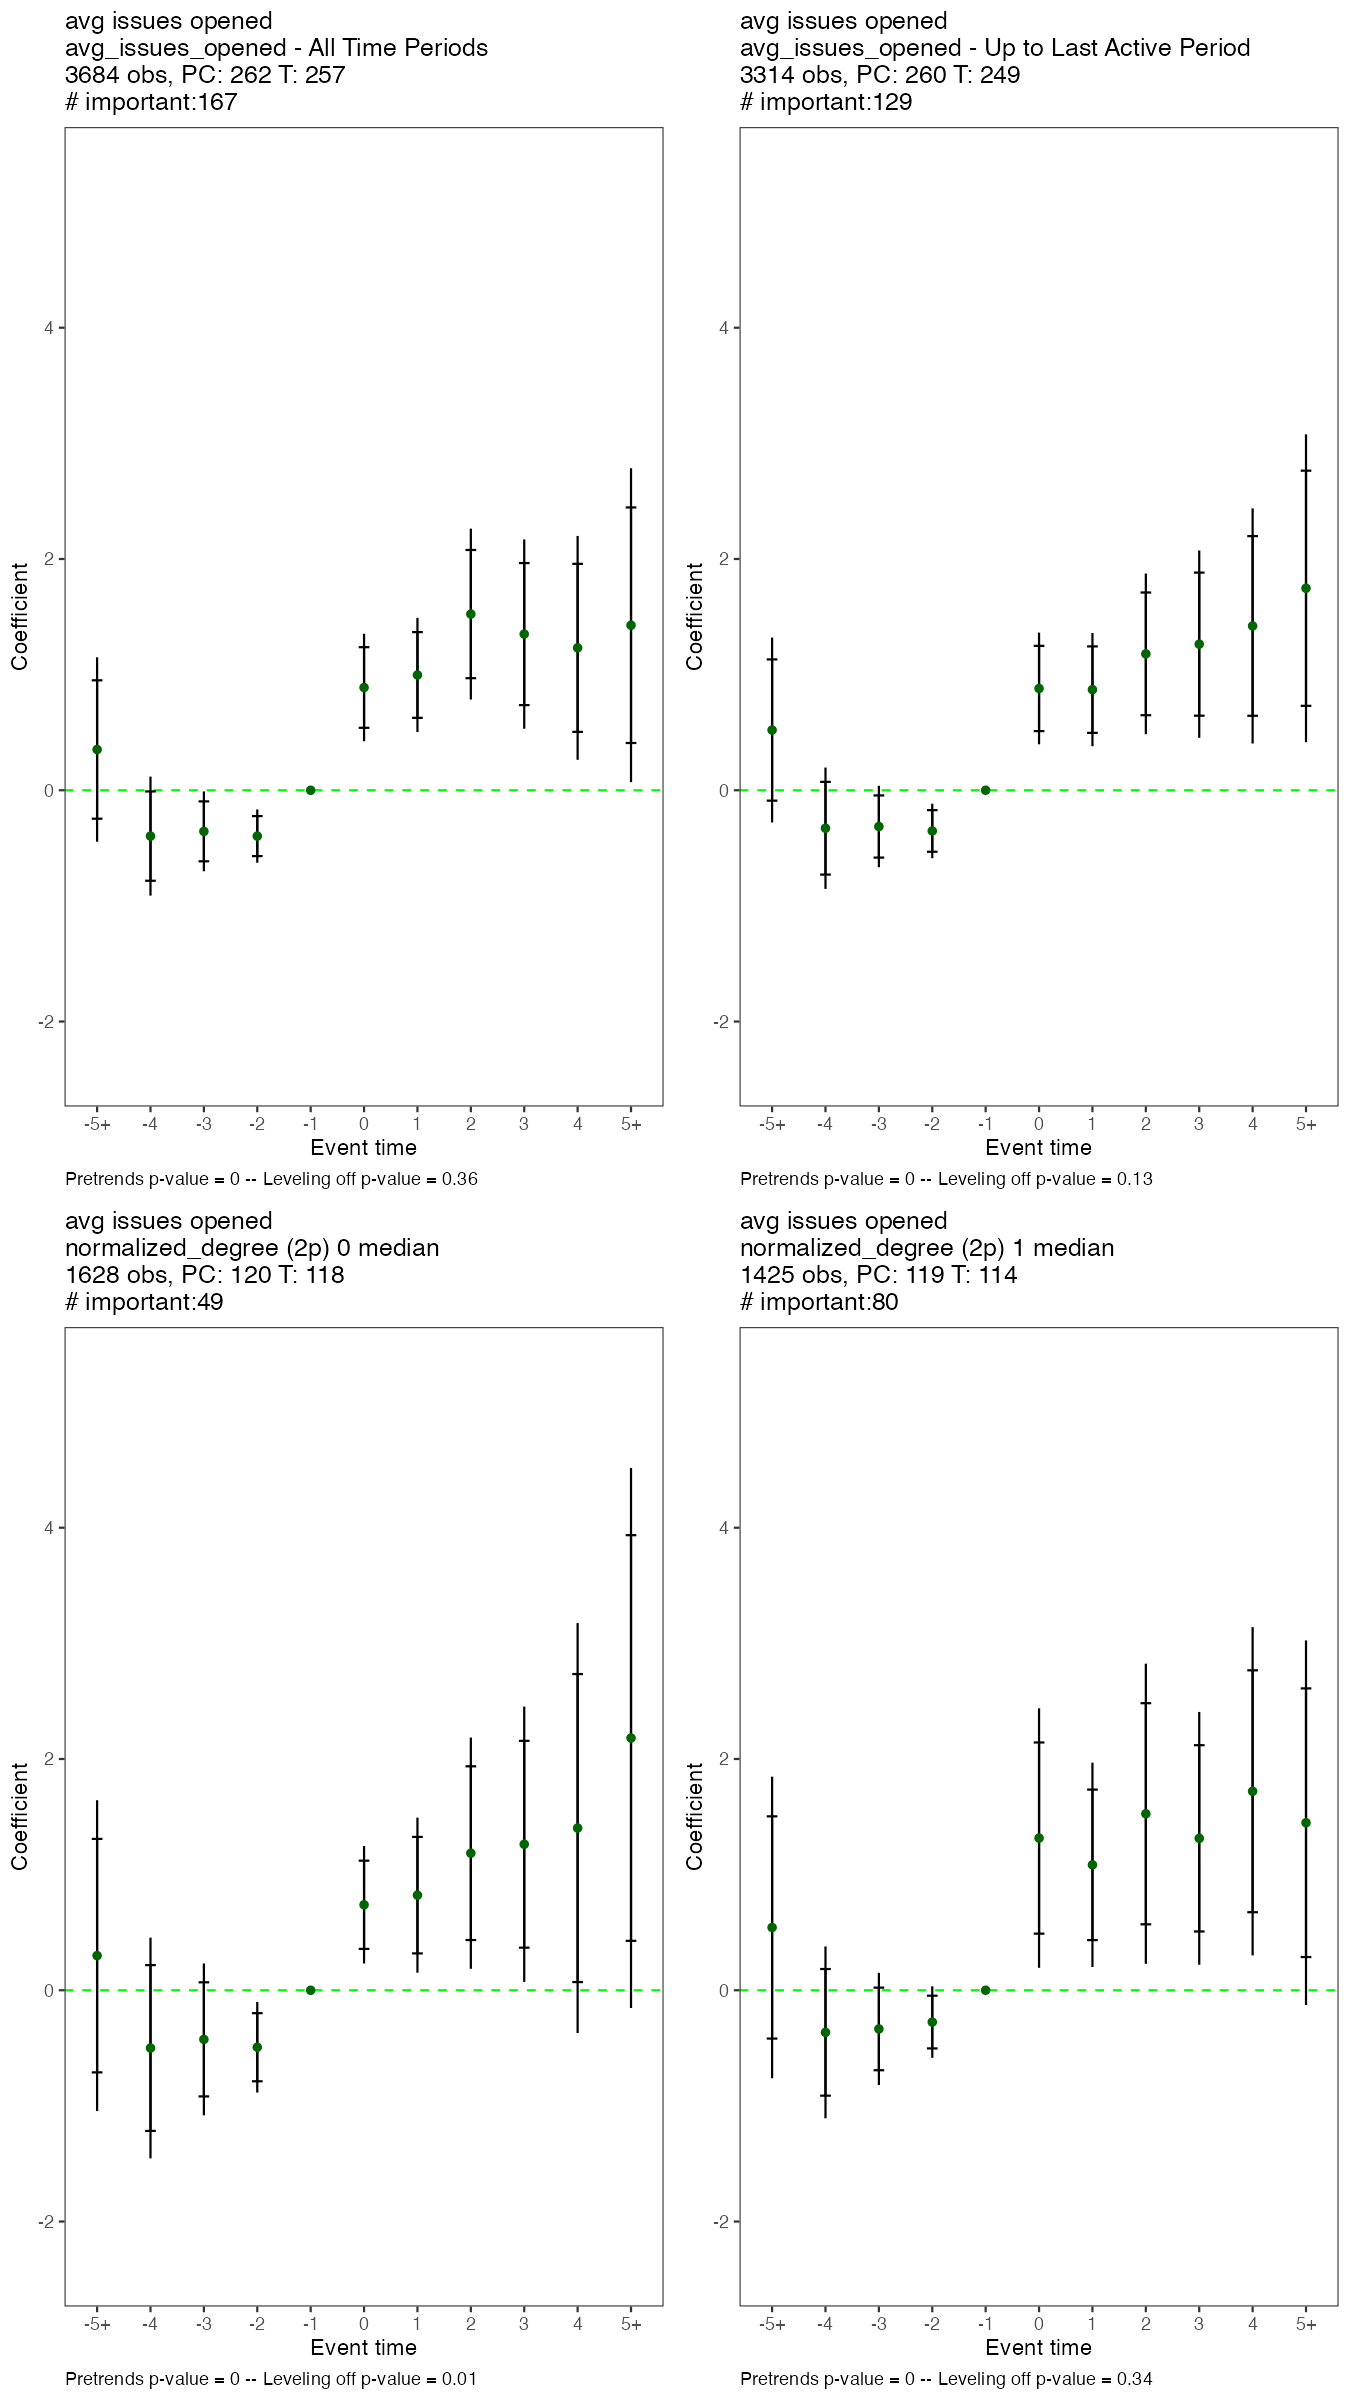 avg issues opened
avg_issues_opened - All Time Periods
3684 obs, PC: 262 T: 257
# important:167
Coefficient
4
2
0
-2
-5+ -4 -3 -2 -1 0 1 2 3 4 5+
Event time
Pretrends p-value = 0 -- Leveling off p-value = 0.36
avg issues opened
avg_issues_opened - Up to Last Active Period
3314 obs, PC: 260 T: 249
# important:129
Coefficient
4
2
0
-2
-5+ -4 -3 -2 -1 0 1 2 3 4 5+
Event time
Pretrends p-value = 0 -- Leveling off p-value = 0.13
avg issues opened
normalized_degree (2p) 0 median
1628 obs, PC: 120 T: 118
# important:49
Coefficient
4
2
0
-2
-5+ -4 -3 -2 -1 0 1 2 3 4 5+
Event time
Pretrends p-value = 0 -- Leveling off p-value = 0.01
avg issues opened
normalized_degree (2p) 1 median
1425 obs, PC: 119 T: 114
# important:80
Coefficient
4
2
0
-2
-5+ -4 -3 -2 -1 0 1 2 3 4 5+
Event time
Pretrends p-value = 0 -- Leveling off p-value = 0.34